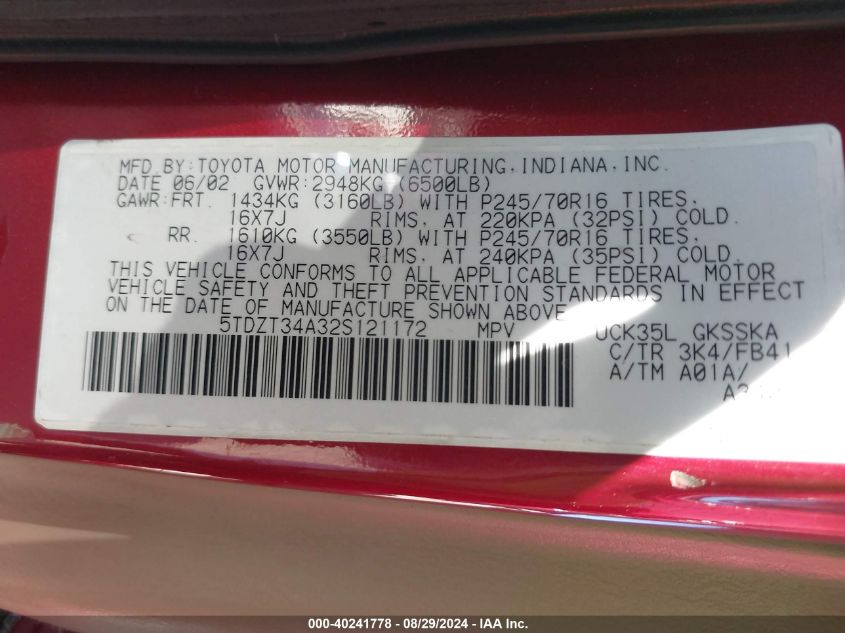 MFD.BY:TOYOTA MOTOR MANUFACTURING,INDIANA,INC.
DATE 06/02 GVWR:2948KG (6500LB)
GAWR:FRT. 1434KG (3160LB) WITH P245/70R16 TIRES,
16X7J RIMS, AT 220KPA (32PSI) COLD.
RR. 1610KG (3550LB) WITH P245/70R16 TIRES,
16X7J RIMS, AT 240KPA (35PSI) COLD.
THIS VEHICLE CONFORMS TO ALL APPLICABLE FEDERAL MOTOR
VEHICLE SAFETY AND THEFT PREVENTION STANDARDS IN EFFECT
ON THE DATE OF MANUFACTURE SHOWN ABOVE
5TDZT34A32S121172 MPV UCK35L GKSSKA
C/TR 3K4/FB41
A/TM A01A/
000-40241778 - 08/29/2024 - IAA Inc.